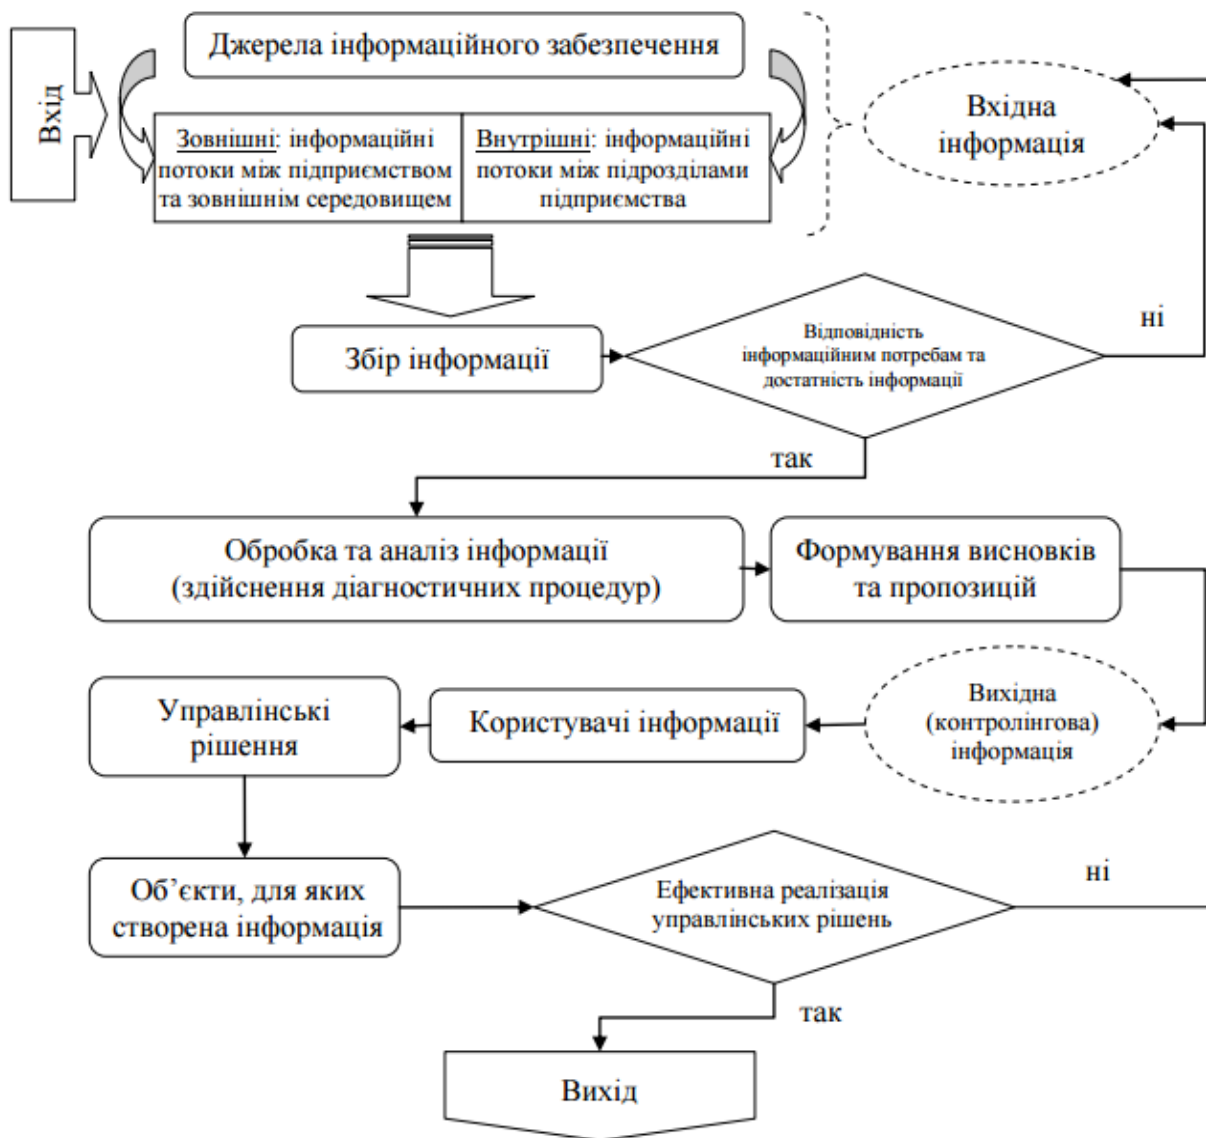 Джерела інформаційного забезпечення
Вхід
Зовнішні: інформаційні
потоки між підприємством
та зовнішнім середовищем
Внутрішні: інформаційні
потоки між підрозділами
підприємства
Вхідна
інформація
Збір інформації
Відповідність
інформаційним потребам та
достатність інформації
ні
так
Обробка та аналіз інформації
(здійснення діагностичних процедур)
Формування висновків
та пропозицій
Вихідна
(контролінгова)
інформація
Користувачі інформації
Управлінські
рішення
Об’єкти, для яких
створена інформація
Ефективна реалізація
управлінських рішень
ні
так
Вихід